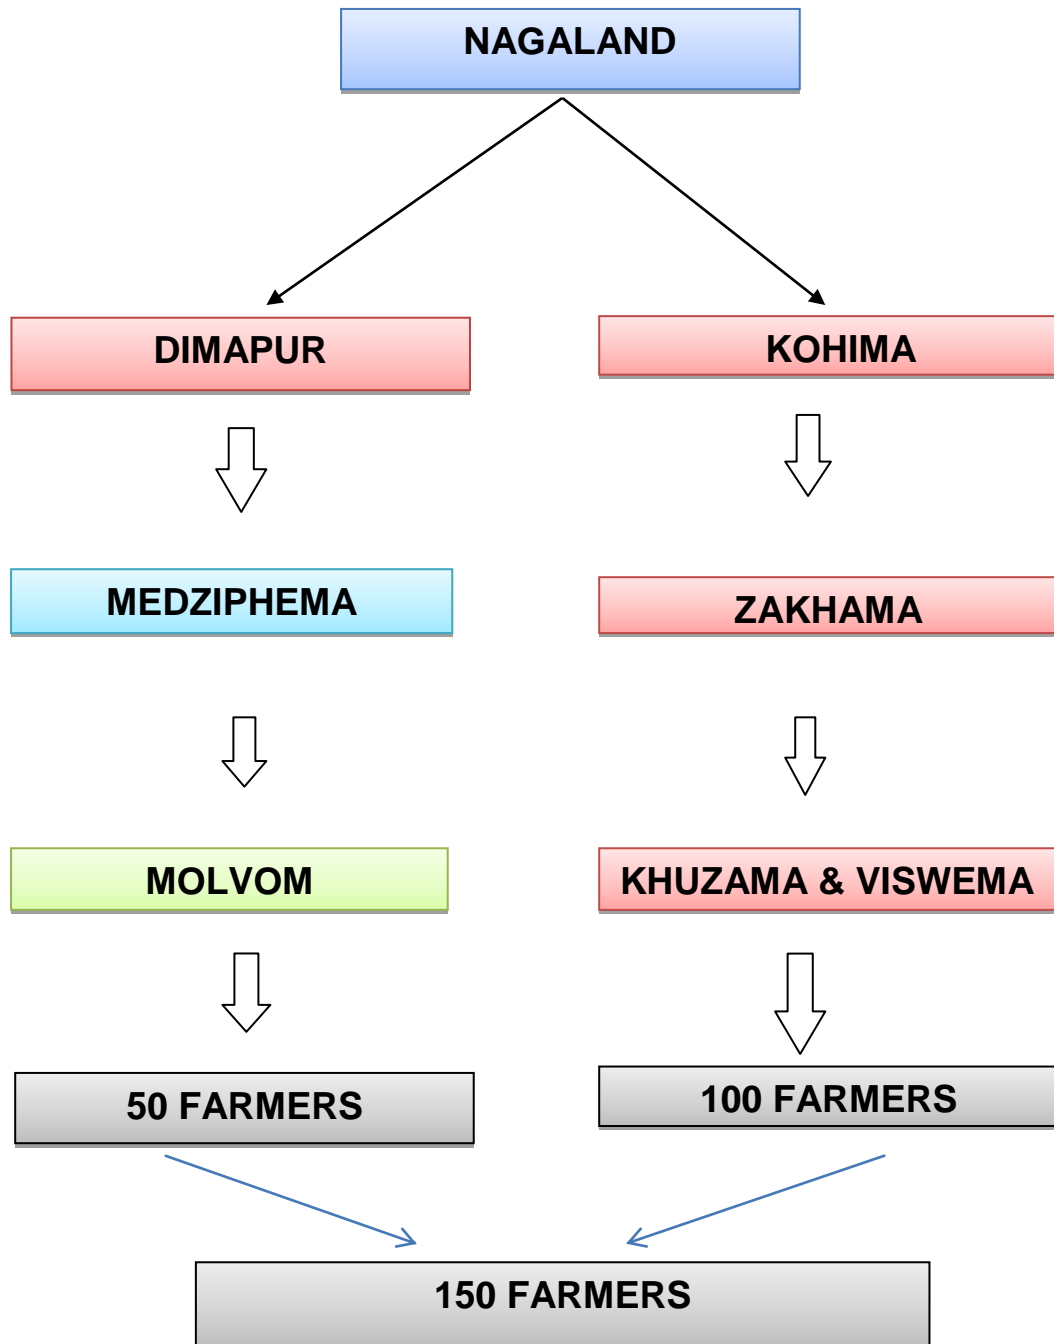 NAGALAND
DIMAPUR
KOHIMA
MEDZIPHEMA
ZAKHAMA
MOLVOM
KHUZAMA & VISWEMA
50 FARMERS
100 FARMERS
150 FARMERS